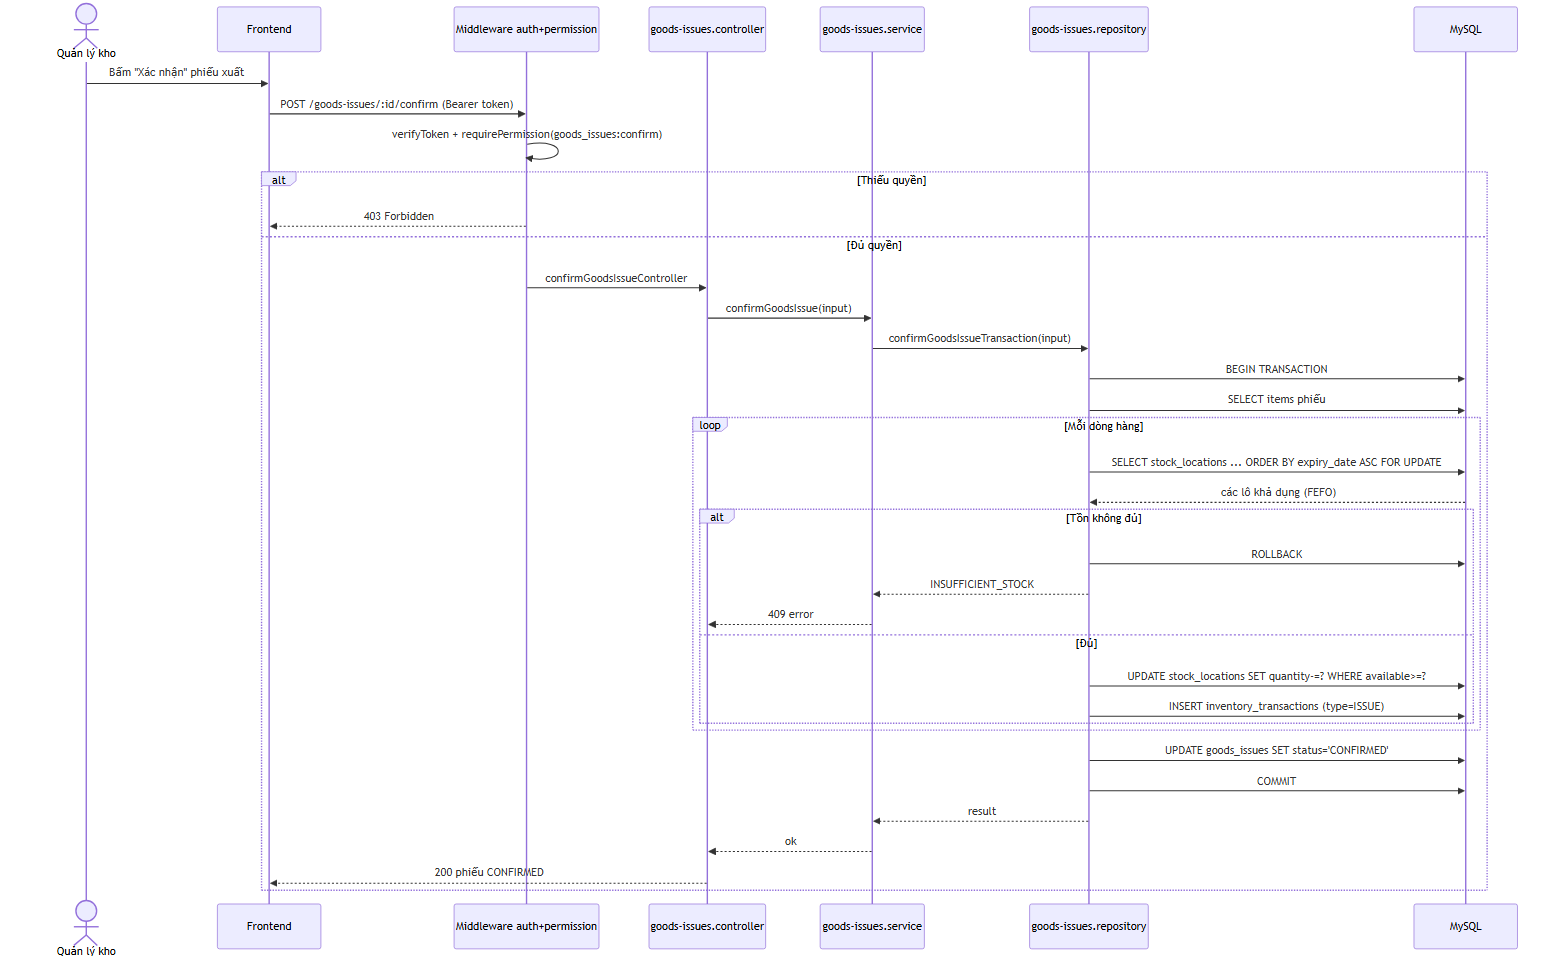 Quản lý kho
Frontend
Middleware auth+permission
goods-issues.controller
goods-issues.service
goods-issues.repository
MySQL
Bấm "Xác nhận" phiếu xuất
POST /goods-issues/:id/confirm (Bearer token)
verifyToken + requirePermission(goods_issues:confirm)
alt
[Thiếu quyền]
403 Forbidden
[Đủ quyền]
confirmGoodsIssueController
confirmGoodsIssue(input)
confirmGoodsIssueTransaction(input)
BEGIN TRANSACTION
SELECT items phiếu
loop
[Mỗi dòng hàng]
SELECT stock_locations ... ORDER BY expiry_date ASC FOR UPDATE
các lô khả dụng (FEFO)
alt
[Tồn không đủ]
ROLLBACK
INSUFFICIENT_STOCK
409 error
[Đủ]
UPDATE stock_locations SET quantity-=? WHERE available>=?
INSERT inventory_transactions (type=ISSUE)
UPDATE goods_issues SET status='CONFIRMED'
COMMIT
result
ok
200 phiếu CONFIRMED
Quản lý kho
Frontend
Middleware auth+permission
goods-issues.controller
goods-issues.service
goods-issues.repository
MySQL